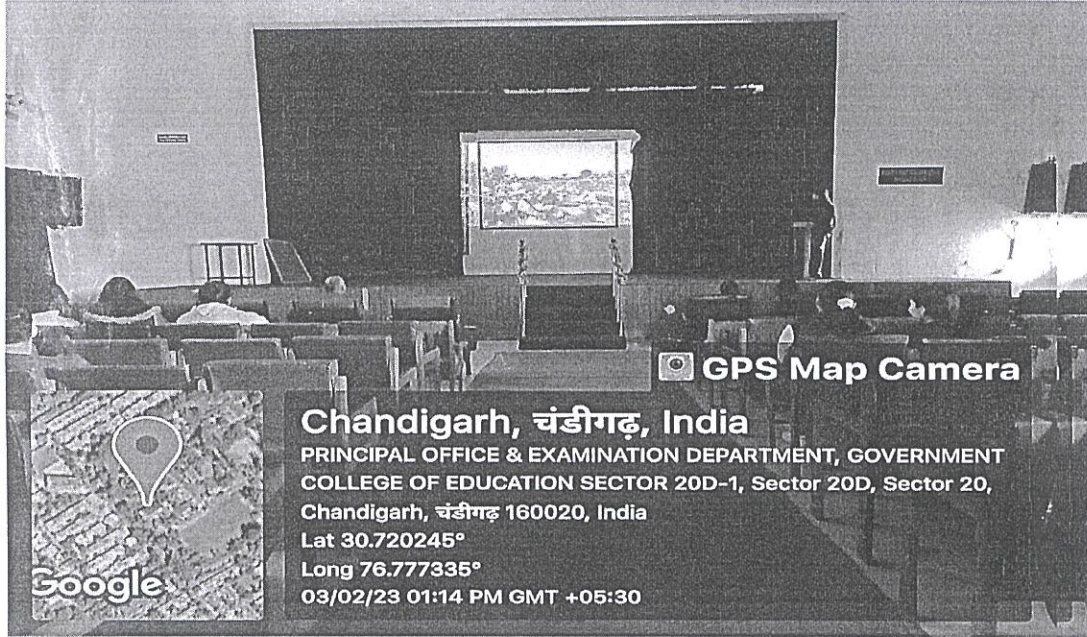 GPS Map Camera
Chandigarh, चंडीगढ़, India
PRINCIPAL OFFICE & EXAMINATION DEPARTMENT, GOVERNMENT
COLLEGE OF EDUCATION SECTOR 20D-1, Sector 20D, Sector 20,
Chandigarh, चंडीगढ़ 160020, India
Lat 30.720245°
Long 76.777335°
03/02/23 01:14 PM GMT +05:30
Google